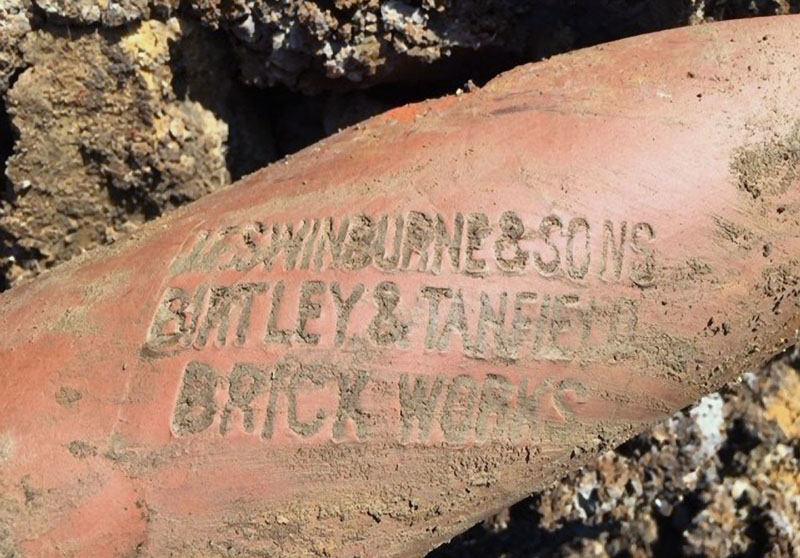 SWINBURNE & SONS
BIRTLEY & TANFIELD
BRICK WORKS